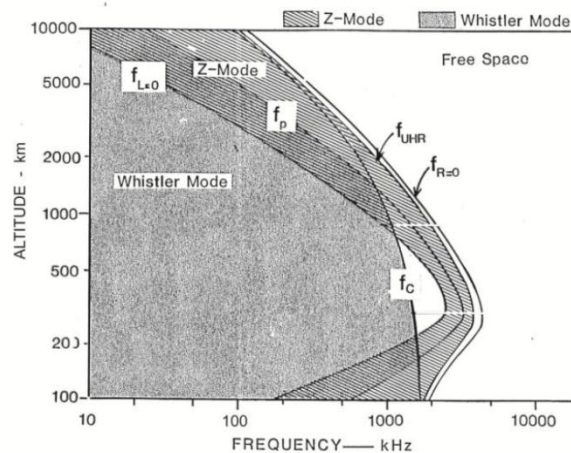 Z-Mode Whistler Mode
10000
5000
2000
1000
500
20
100
ALTITUDE - km
Z-Mode
Free Spaco
f_L=0
f_p
f_UHR
f_R=0
Whistler Mode
f_C
10 100 1000 10000
FREQUENCY — kHz